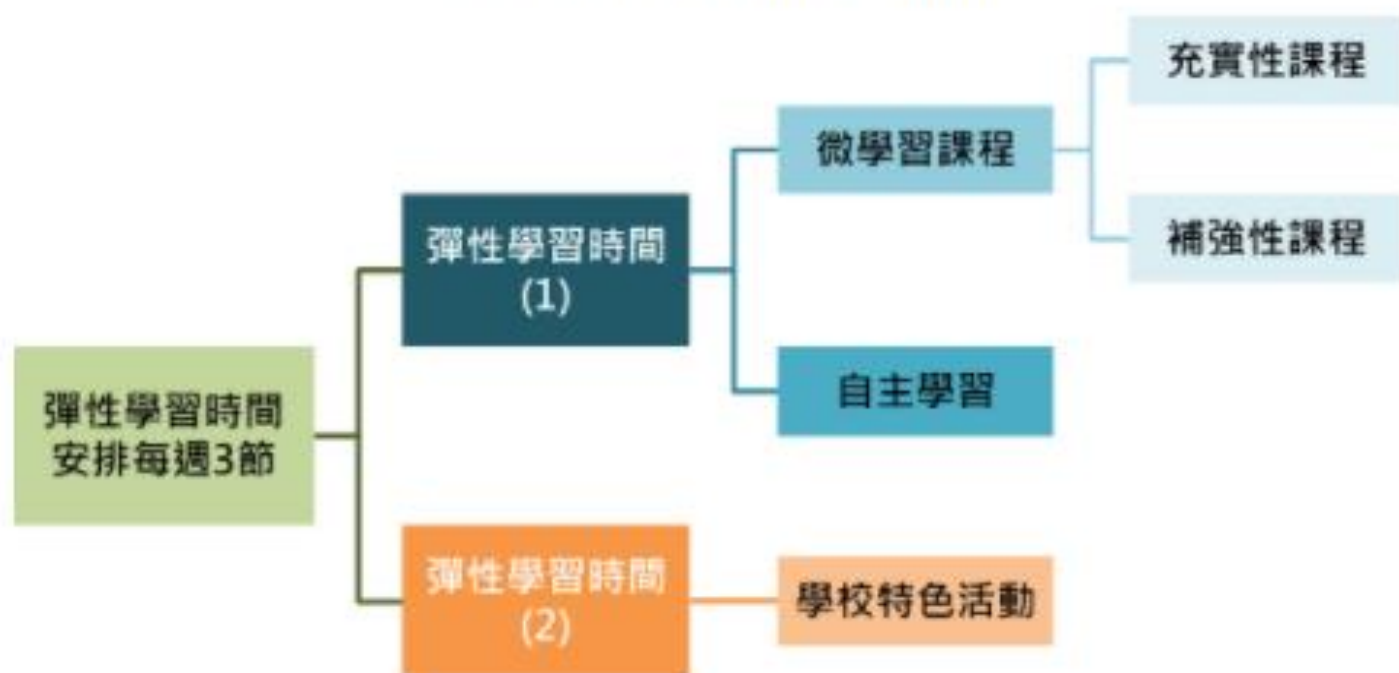 充實性課程
微學習課程
補強性課程
彈性學習時間
(1)
自主學習
彈性學習時間
安排每週3節
彈性學習時間
(2)
學校特色活動